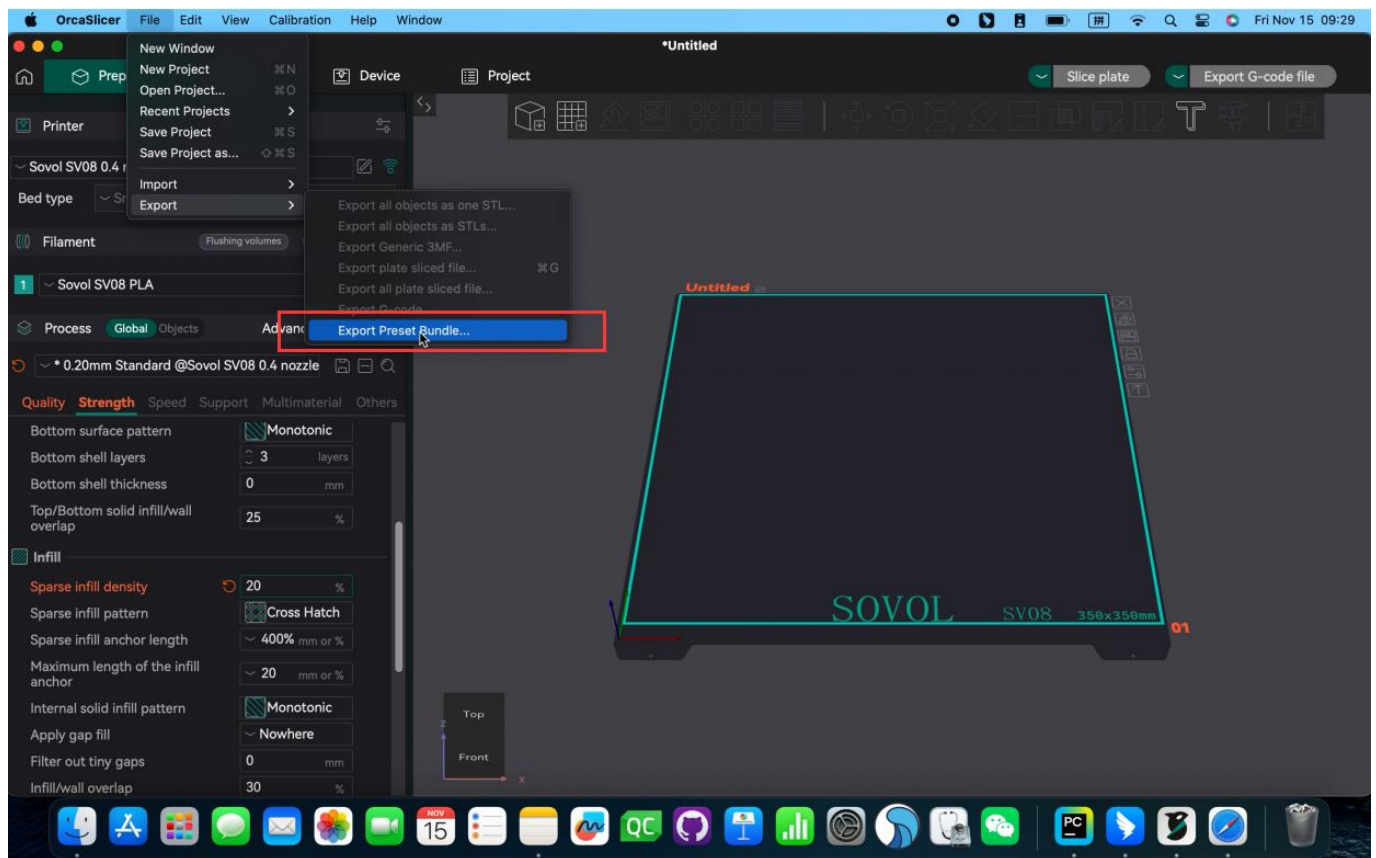 OrcaSlicer File Edit View Calibration Help Window Fri Nov 15 09:29
*Untitled
New Window
New Project ⌘N
Open Project... ⌘O
Recent Projects
Save Project ⌘S
Save Project as... ⇧⌘S
Import
Export
Prep
Device
Project
Slice plate
Export G-code file
Printer
Sovol SV08 0.4
Bed type
Filament
Flushing volumes
Export all objects as one STL...
Export all objects as STLs...
Export Generic 3MF...
Export plate sliced file... ⌘G
Export all plate sliced file...
Export G-code
Export Preset Bundle...
1 Sovol SV08 PLA
Process Global Objects Advanc
* 0.20mm Standard @Sovol SV08 0.4 nozzle
Quality Strength Speed Support Multimaterial Others
Bottom surface pattern Monotonic
Bottom shell layers 3 layers
Bottom shell thickness 0 mm
Top/Bottom solid infill/wall
overlap 25 %
Infill
Sparse infill density 20 %
Sparse infill pattern Cross Hatch
Sparse infill anchor length 400% mm or %
Maximum length of the infill
anchor 20 mm or %
Internal solid infill pattern Monotonic
Apply gap fill Nowhere
Filter out tiny gaps 0 mm
Infill/wall overlap 30 %
Untitled
SOVOL SV08 350x350mm
01
Top
Front
z
x
NOV
15
QC
PC